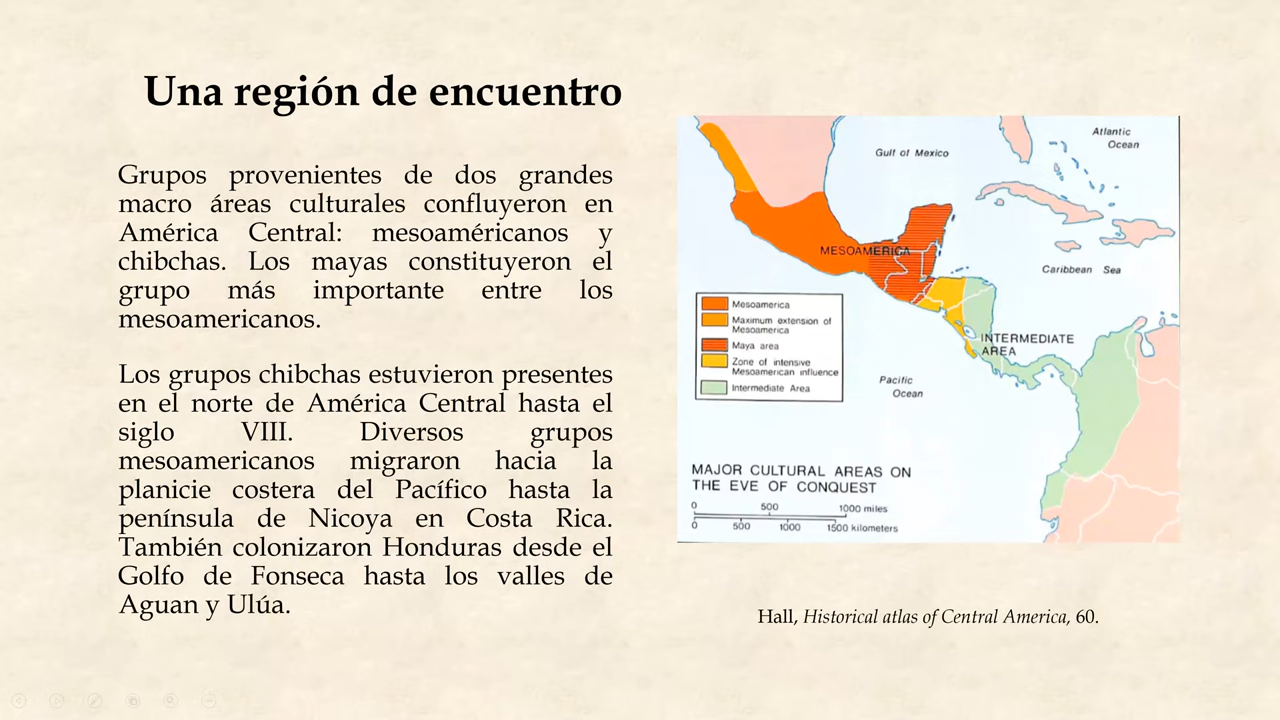 Una región de encuentro
Grupos provenientes de dos grandes
macro áreas culturales confluyeron en
América Central: mesoaméricanos y
chibchas. Los mayas constituyeron el
grupo más importante entre los
mesoamericanos.
Los grupos chibchas estuvieron presentes
en el norte de América Central hasta el
siglo VIII. Diversos grupos
mesoamericanos migraron hacia la
planicie costera del Pacífico hasta la
península de Nicoya en Costa Rica.
También colonizaron Honduras desde el
Golfo de Fonseca hasta los valles de
Aguan y Ulúa.
Gulf of Mexico
Atlantic
Ocean
MESOAMERICA
Caribbean Sea
Mesoamerica
Maximum extension of
Mesoamerica
Maya area
Zone of intensive
Mesoamerican influence
Intermediate Area
INTERMEDIATE
AREA
Pacific
Ocean
MAJOR CULTURAL AREAS ON
THE EVE OF CONQUEST
0 500 1000 miles
0 500 1000 1500 kilometers
Hall, Historical atlas of Central America, 60.